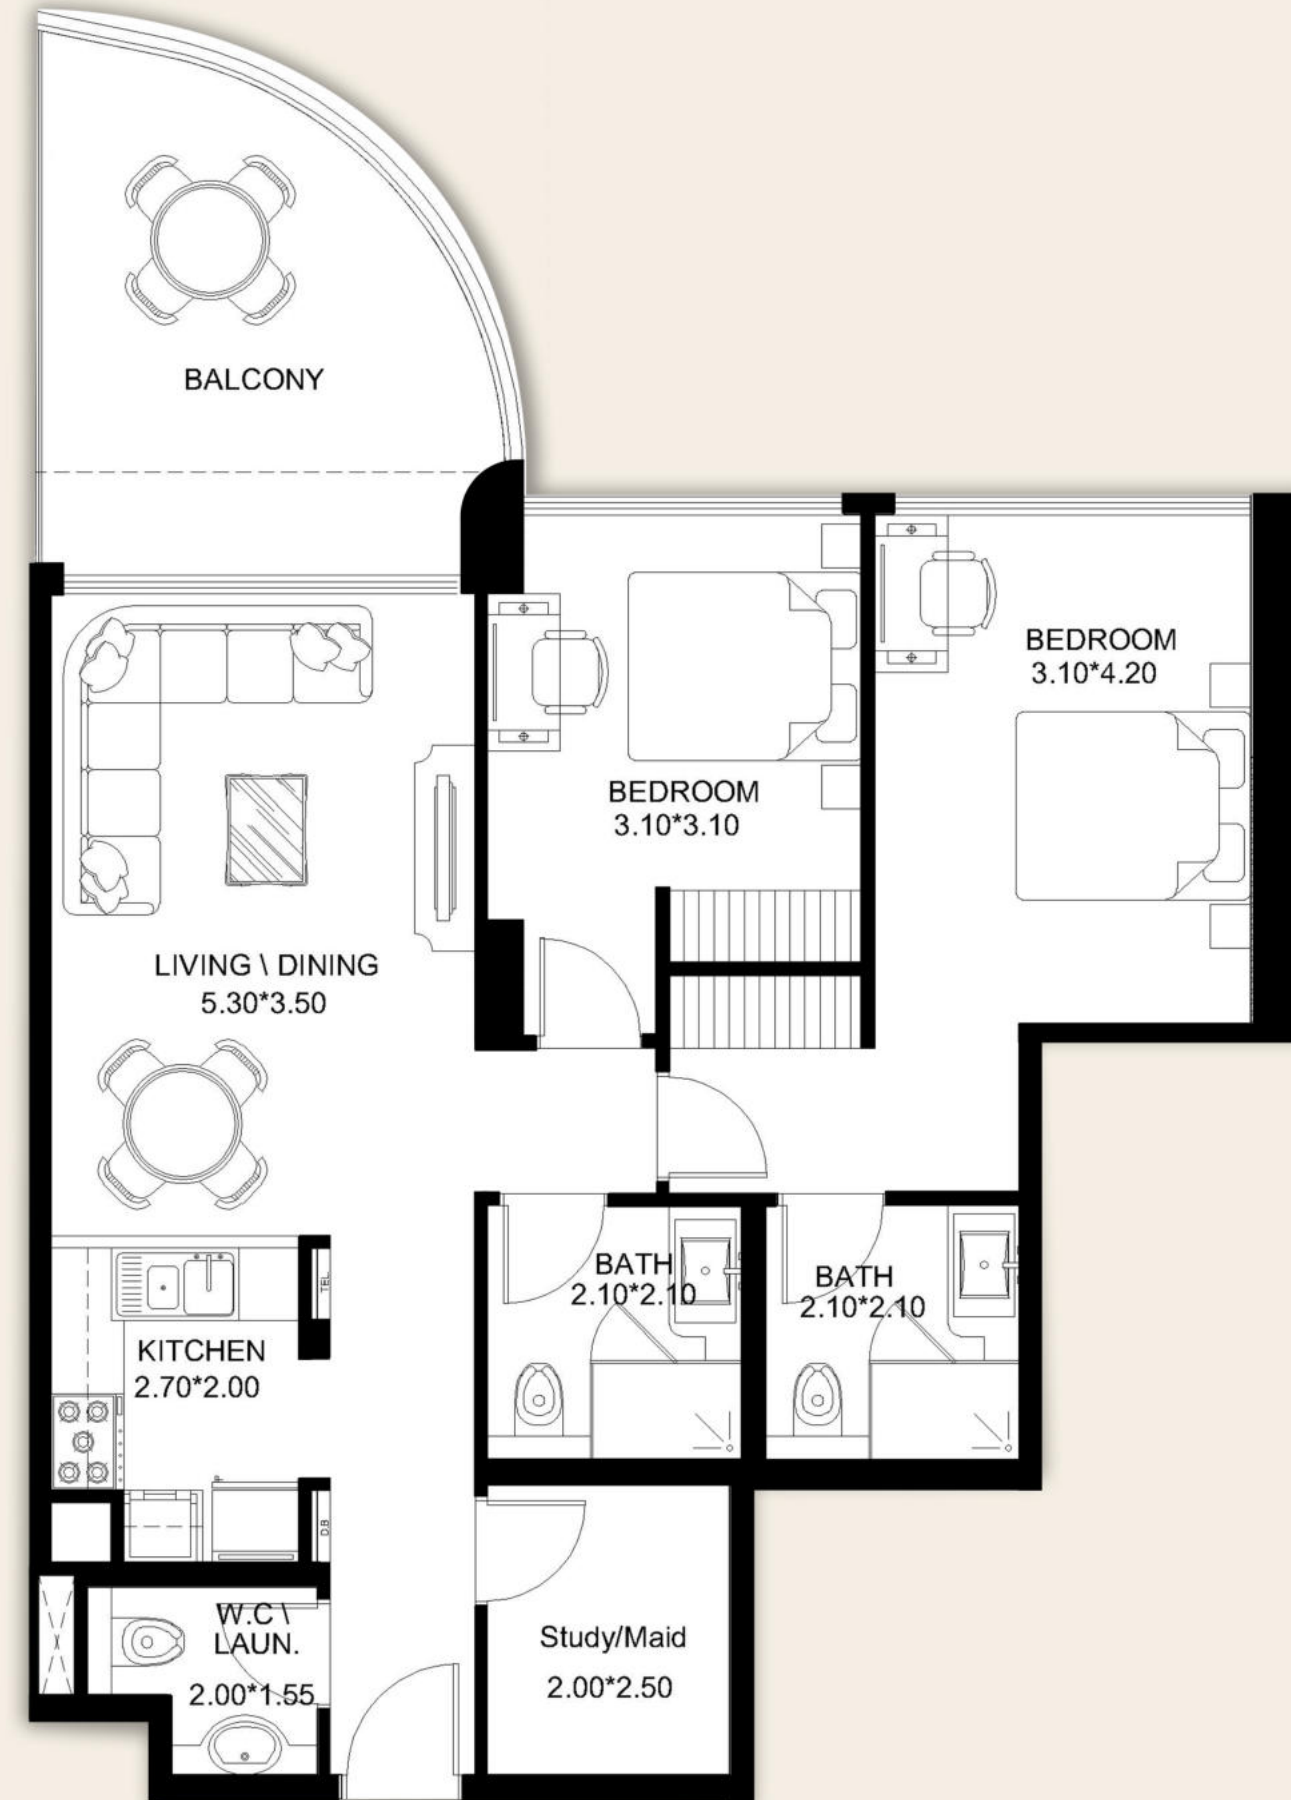 BALCONY
BEDROOM
3.10*4.20
BEDROOM
3.10*3.10
LIVING \ DINING
5.30*3.50
BATH
2.10*2.10
BATH
2.10*2.10
TEL
KITCHEN
2.70*2.00
D.B
W.C \
LAUN.
2.00*1.55
Study/Maid
2.00*2.50